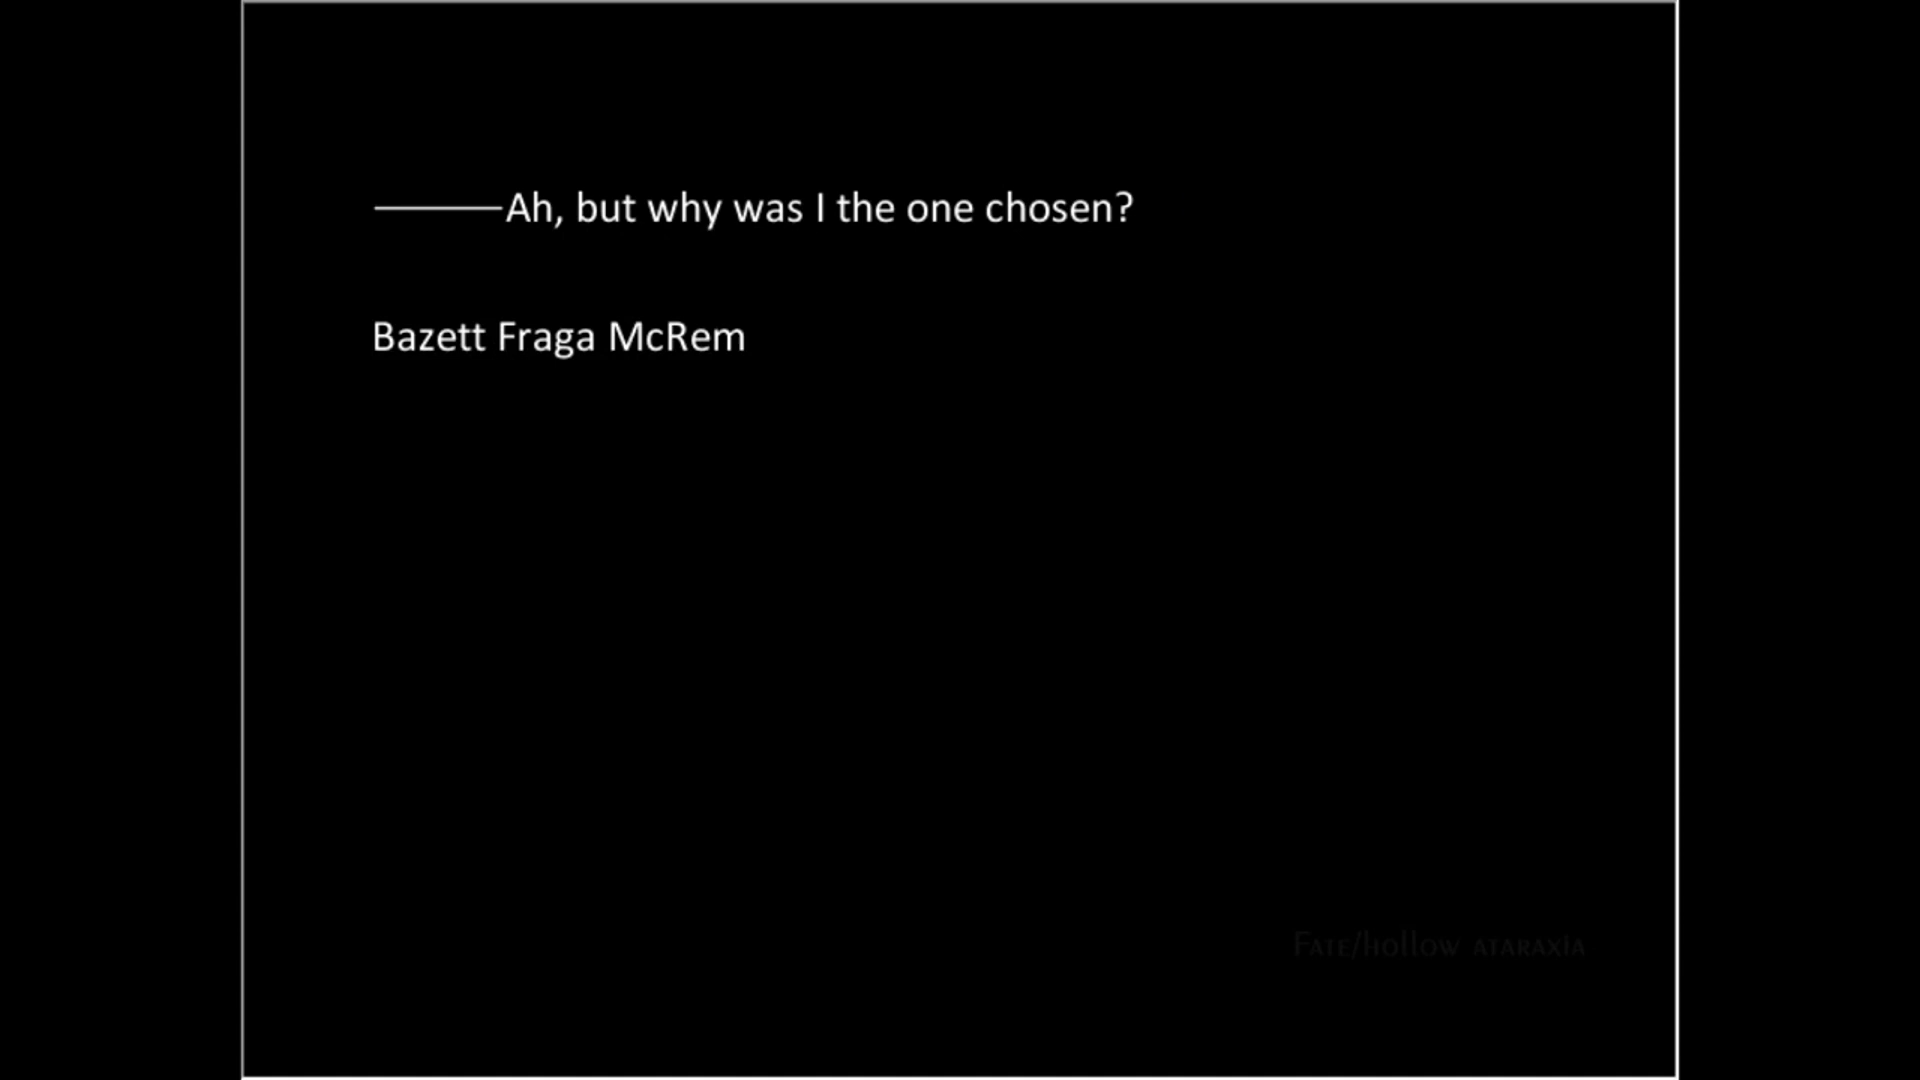 ————Ah, but why was I the one chosen?
Bazett Fraga McRem
Fate/hollow ataraxia